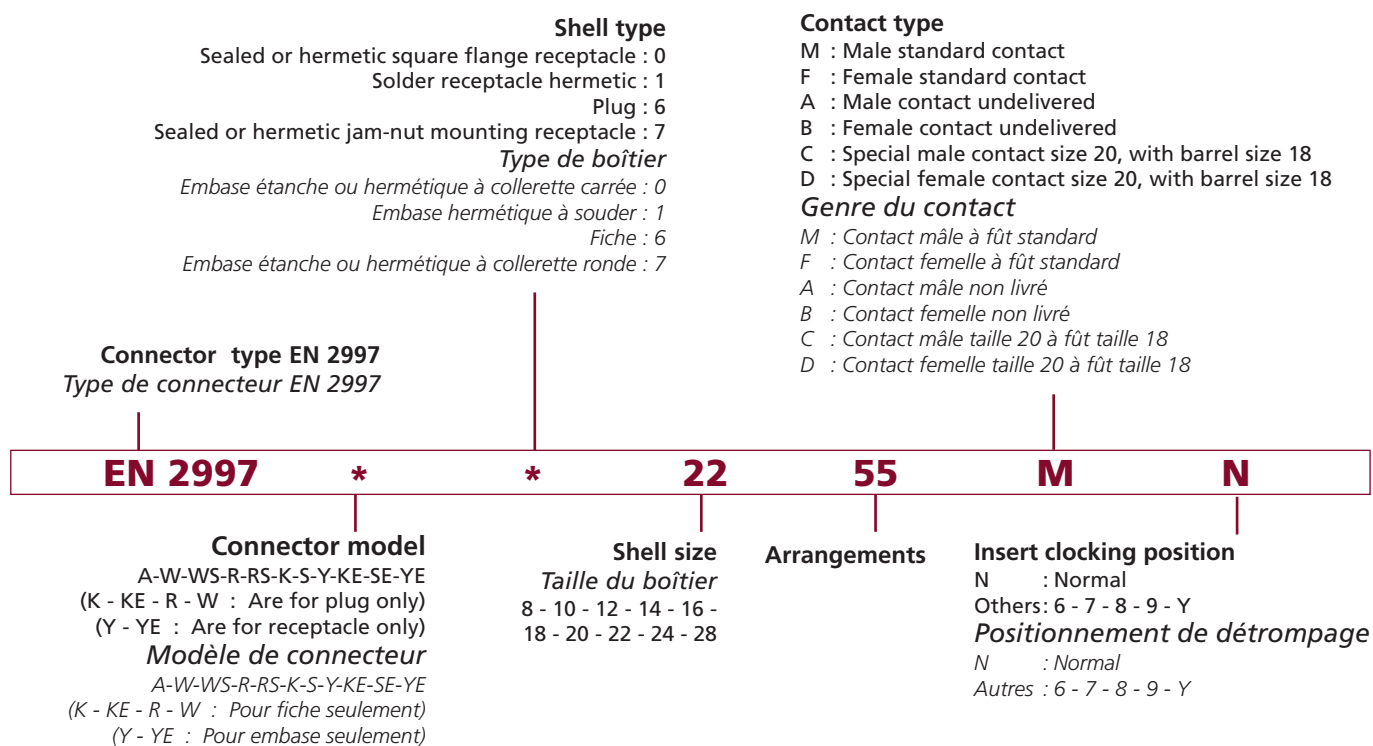 Shell type
Sealed or hermetic square flange receptacle : 0
Solder receptacle hermetic : 1
Plug : 6
Sealed or hermetic jam-nut mounting receptacle : 7
Type de boîtier
Embase étanche ou hermétique à collerette carrée : 0
Embase hermétique à souder : 1
Fiche : 6
Embase étanche ou hermétique à collerette ronde : 7
Contact type
M : Male standard contact
F : Female standard contact
A : Male contact undelivered
B : Female contact undelivered
C : Special male contact size 20, with barrel size 18
D : Special female contact size 20, with barrel size 18
Genre du contact
M : Contact mâle à fût standard
F : Contact femelle à fût standard
A : Contact mâle non livré
B : Contact femelle non livré
C : Contact mâle taille 20 à fût taille 18
D : Contact femelle taille 20 à fût taille 18
Connector type EN 2997
Type de connecteur EN 2997
EN 2997 * * 22 55 M N
Connector model
A-W-WS-R-RS-K-S-Y-KE-SE-YE
(K - KE - R - W : Are for plug only)
(Y - YE : Are for receptacle only)
Modèle de connecteur
A-W-WS-R-RS-K-S-Y-KE-SE-YE
(K - KE - R - W : Pour fiche seulement)
(Y - YE : Pour embase seulement)
Shell size
Taille du boîtier
8 - 10 - 12 - 14 - 16 -
18 - 20 - 22 - 24 - 28
Arrangements
Insert clocking position
N : Normal
Others: 6 - 7 - 8 - 9 - Y
Positionnement de détrompage
N : Normal
Autres : 6 - 7 - 8 - 9 - Y